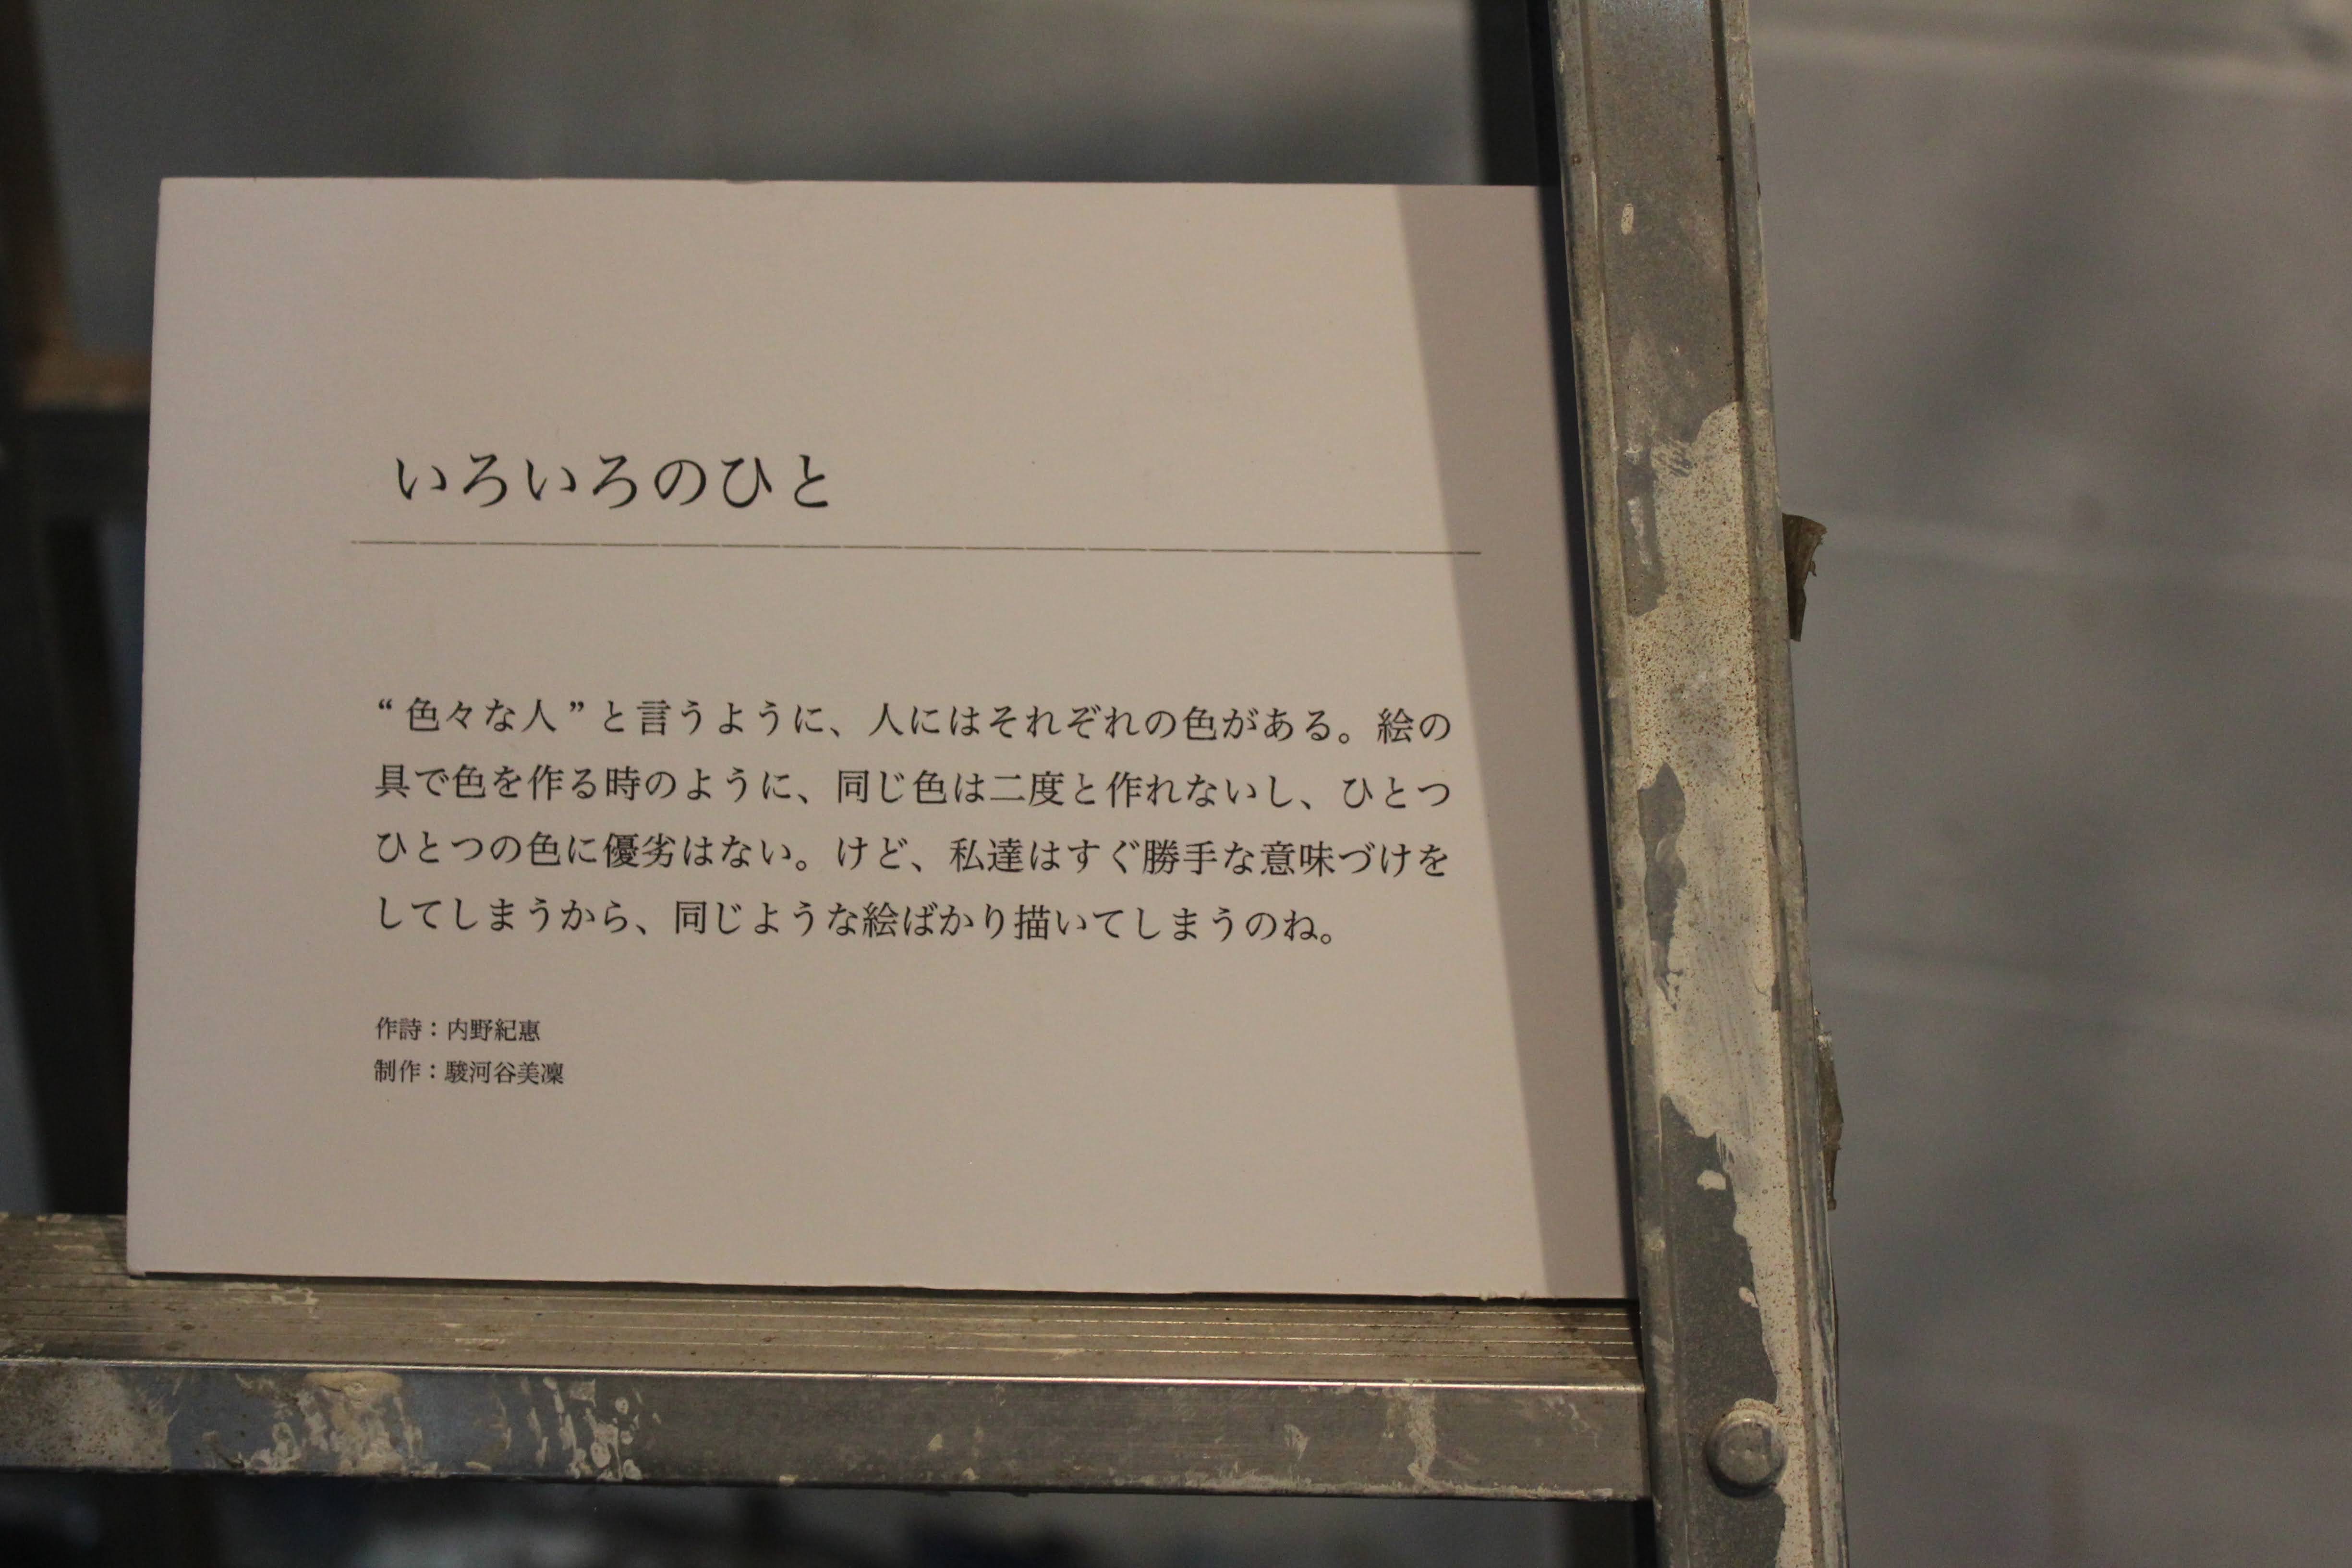 いろいろのひと
“色々な人”と言うように、人にはそれぞれの色がある。絵の
具で色を作る時のように、同じ色は二度と作れないし、ひとつ
ひとつの色に優劣はない。けど、私達はすぐ勝手な意味づけを
してしまうから、同じような絵ばかり描いてしまうのね。
作詩：内野紀惠
制作：駿河谷美凜